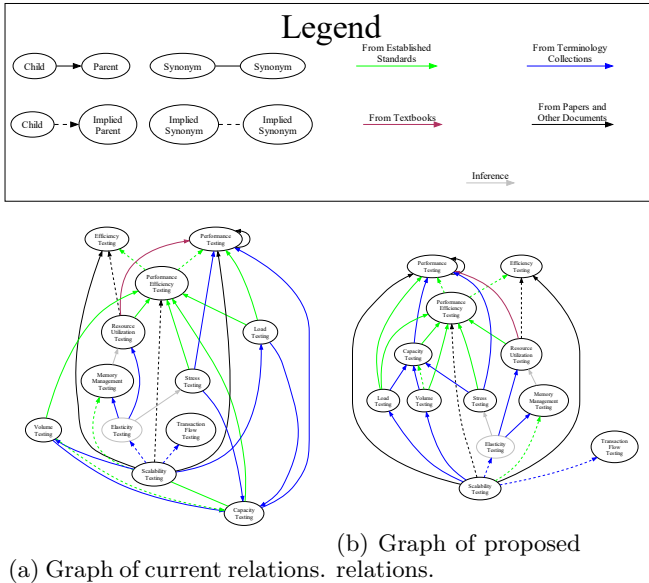 Legend
Child
Parent
Synonym
Synonym
From Established
Standards
From Terminology
Collections
Child
Implied
Parent
Implied
Synonym
Implied
Synonym
From Textbooks
From Papers and
Other Documents
Inference
Efficiency
Testing
Performance
Testing
Performance
Efficiency
Testing
Resource
Utilization
Testing
Load
Testing
Memory
Management
Testing
Stress
Testing
Volume
Testing
Elasticity
Testing
Transaction
Flow
Testing
Scalability
Testing
Capacity
Testing
(a) Graph of current relations.
Performance
Testing
Efficiency
Testing
Performance
Efficiency
Testing
Capacity
Testing
Resource
Utilization
Testing
Load
Testing
Volume
Testing
Stress
Testing
Memory
Management
Testing
Elasticity
Testing
Transaction
Flow
Testing
Scalability
Testing
(b) Graph of proposed
relations.